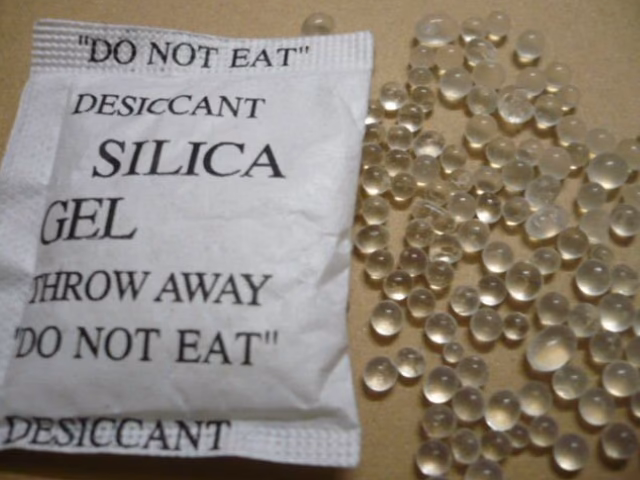 "DO NOT EAT"
DESICCANT
SILICA
GEL
THROW AWAY
"DO NOT EAT"
DESICCANT